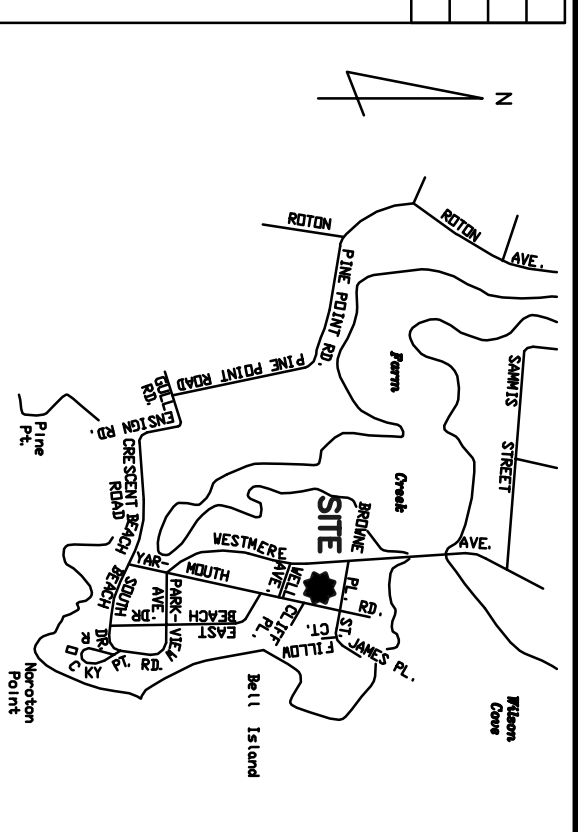 N
ROTON
AVE.
ROTON
PINE POINT RD.
SAMMIS
STREET
Farm
Creek
PINE POINT ROAD
GULL
RD.
ENSIGN RD.
Pine
Pt.
CRESCENT BEACH
ROAD
SITE
BROWNE
PL.
AVE.
WESTMERE
AVE.
YAR-
MOUTH
RD.
WELL
CLIFF
PL.
ST. JAMES PL.
FILLOW
CT.
SOUTH
BEACH
DR.
PARK-
VIEW
AVE.
EAST
BEACH
DR.
ROCKY PT. RD.
Bell Island
Wilson
Cove
Noroton
Point